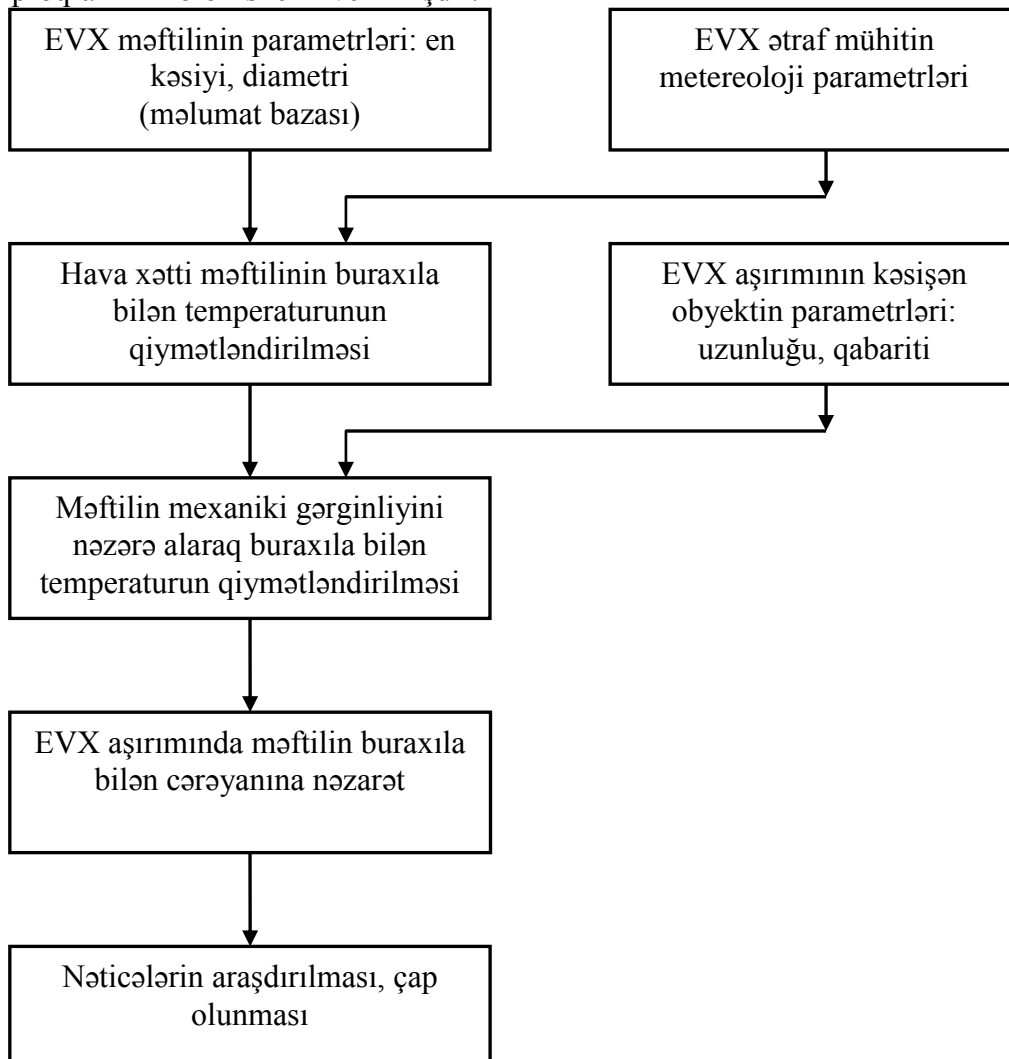 EVX məftilinin parametrləri: en
kəsiyi, diametri
(məlumat bazası)
EVX ətraf mühitin
metereoloji parametrləri
Hava xətti məftilinin buraxıla
bilən temperaturunun
qiymətləndirilməsi
EVX aşırımının kəsişən
obyektin parametrləri:
uzunluğu, qabariti
Məftilin mexaniki gərginliyini
nəzərə alaraq buraxıla bilən
temperaturun qiymətləndirilməsi
EVX aşırımında məftilin buraxıla
bilən cərəyanına nəzarət
Nəticələrin araşdırılması, çap
olunması